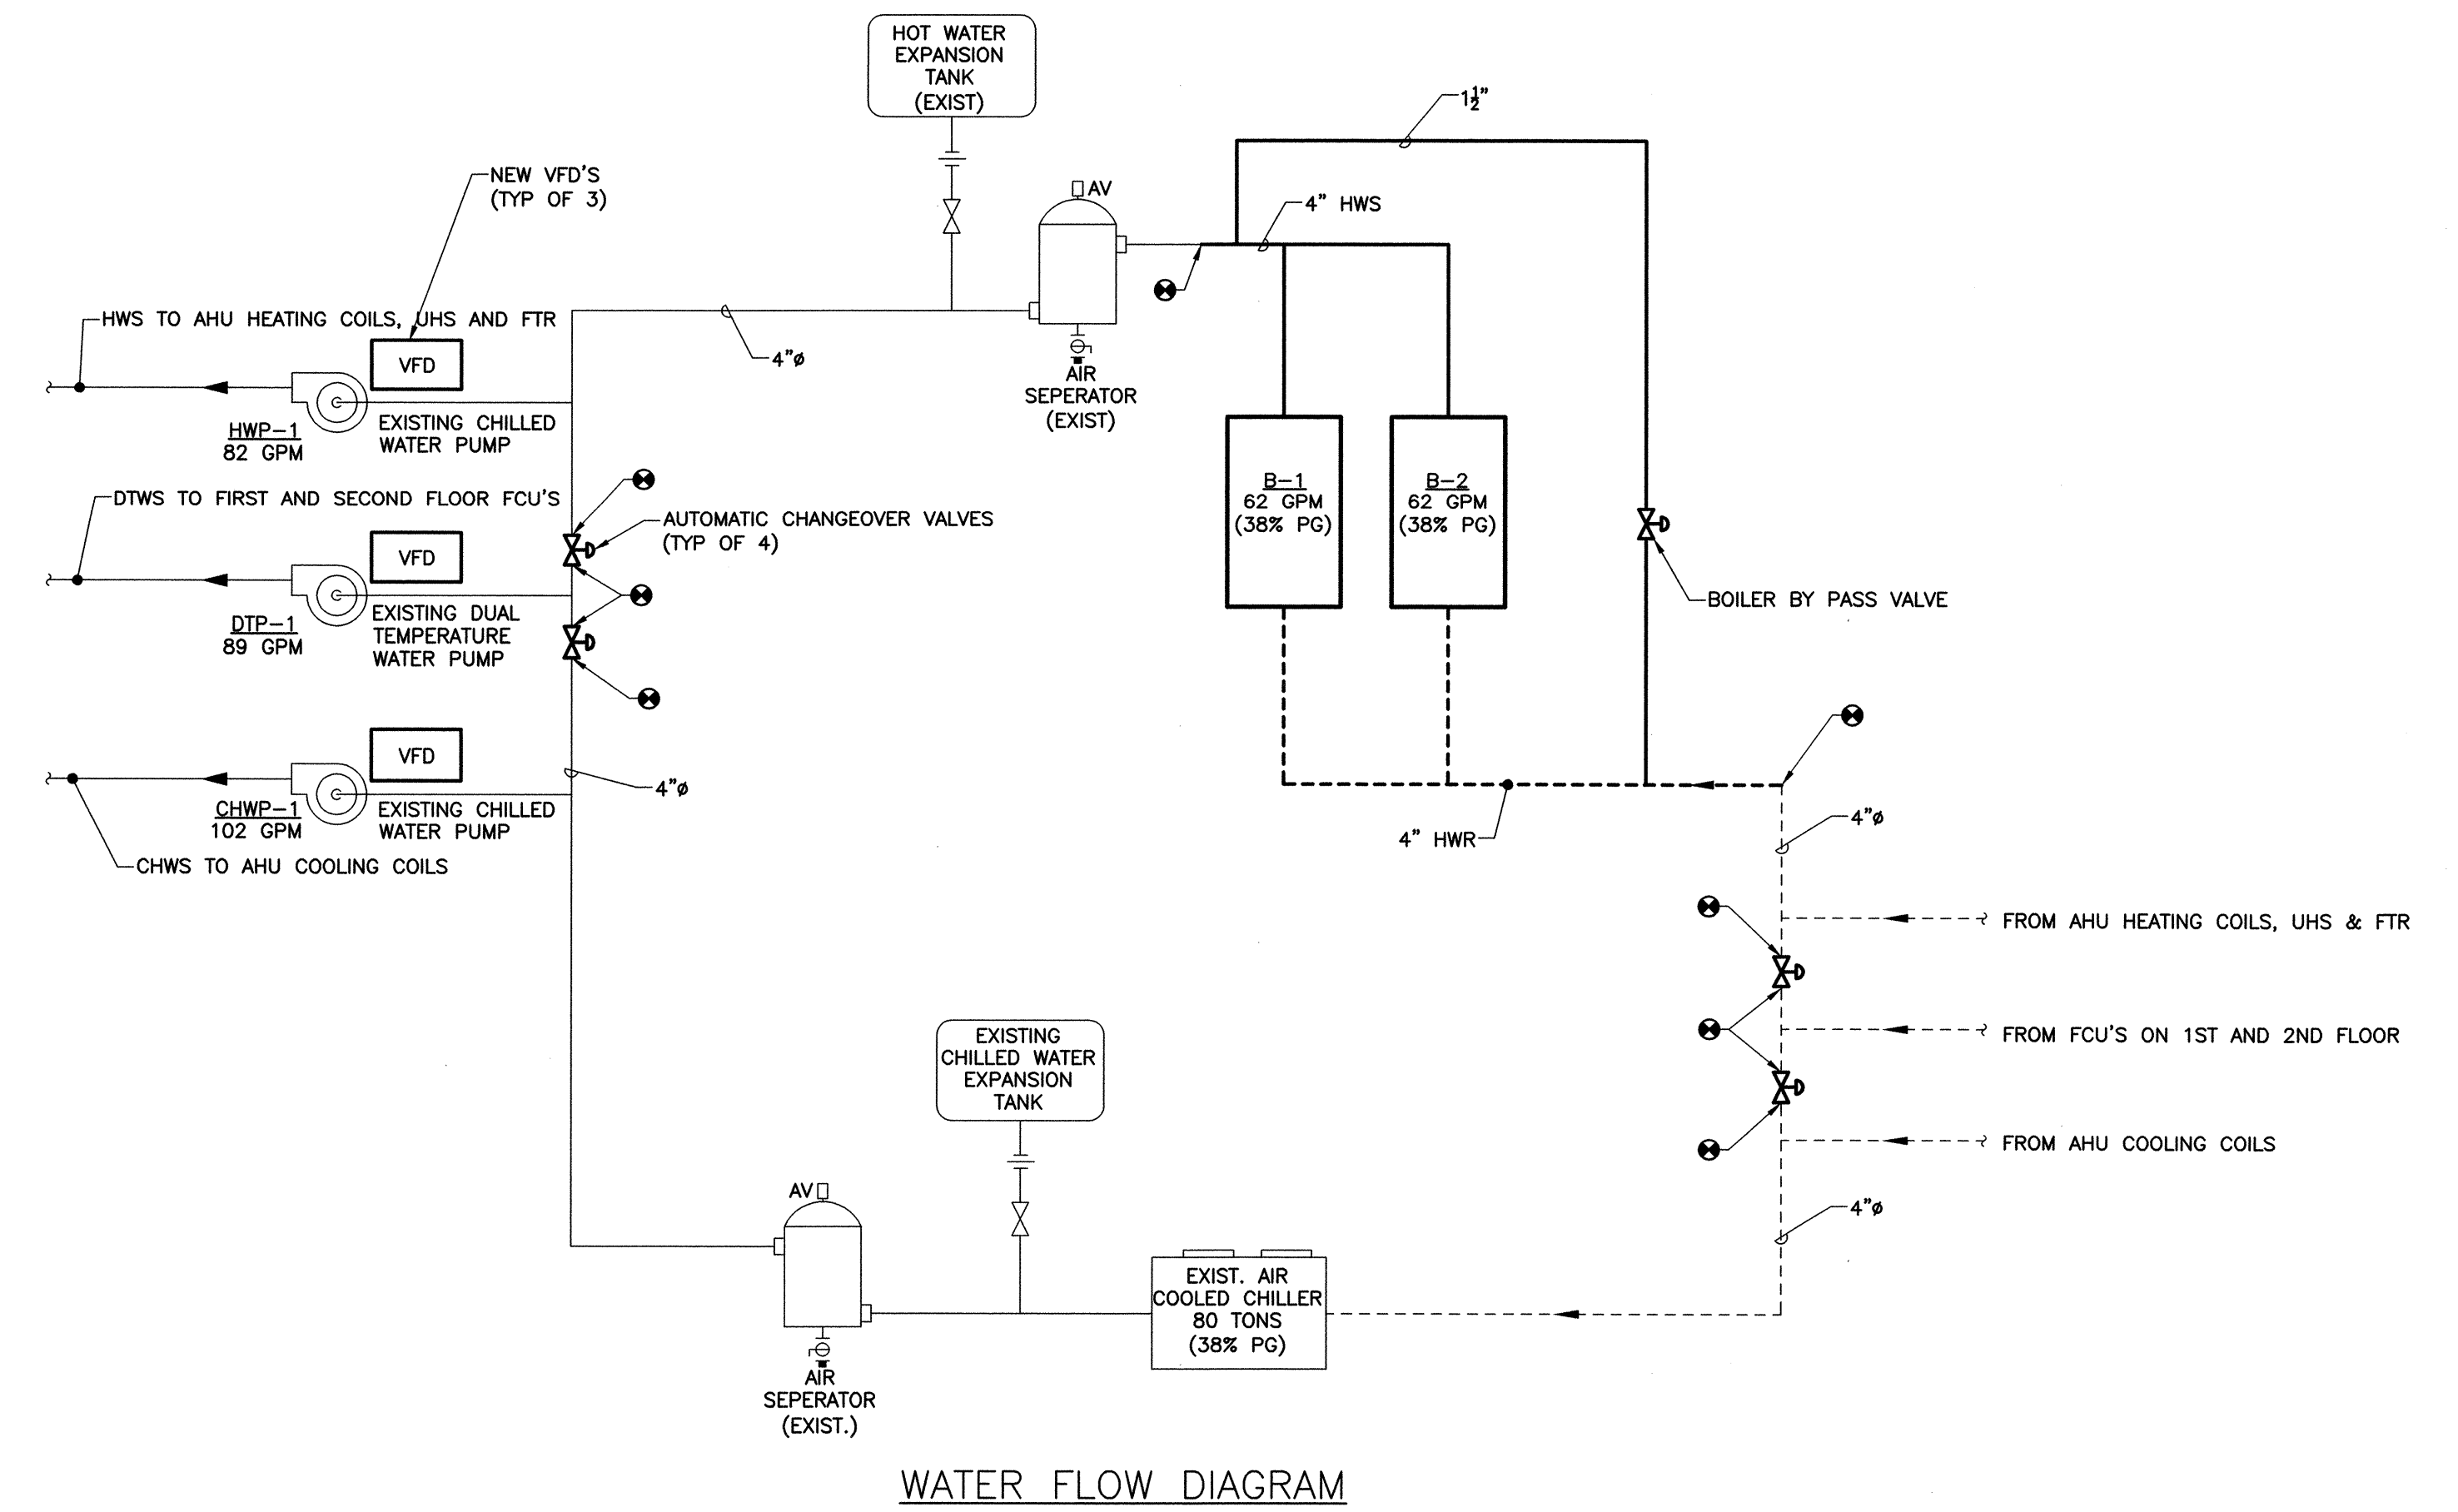 HOT WATER
EXPANSION
TANK
(EXIST)
1½"
NEW VFD'S
(TYP OF 3)
AV
4" HWS
HWS TO AHU HEATING COILS, UHS AND FTR
VFD
4"ø
AIR
SEPERATOR
(EXIST)
EXISTING CHILLED
WATER PUMP
HWP-1
82 GPM
B-1
62 GPM
(38% PG)
B-2
62 GPM
(38% PG)
DTWS TO FIRST AND SECOND FLOOR FCU'S
AUTOMATIC CHANGEOVER VALVES
(TYP OF 4)
VFD
BOILER BY PASS VALVE
EXISTING DUAL
TEMPERATURE
WATER PUMP
DTP-1
89 GPM
VFD
4"ø
EXISTING CHILLED
WATER PUMP
CHWP-1
102 GPM
4" HWR
4"ø
CHWS TO AHU COOLING COILS
FROM AHU HEATING COILS, UHS & FTR
FROM FCU'S ON 1ST AND 2ND FLOOR
FROM AHU COOLING COILS
EXISTING
CHILLED WATER
EXPANSION
TANK
AV
4"ø
EXIST. AIR
COOLED CHILLER
80 TONS
(38% PG)
AIR
SEPERATOR
(EXIST.)
WATER FLOW DIAGRAM